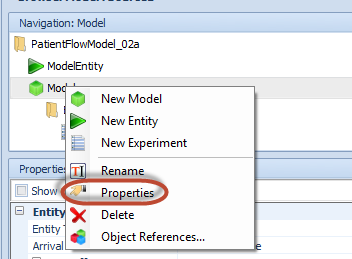 Navigation: Model
PatientFlowModel_02a
ModelEntity
Model
New Model
New Entity
New Experiment
Rename
Properties
Delete
Object References...
Properties
Show
Entity
Entity T
Arrival